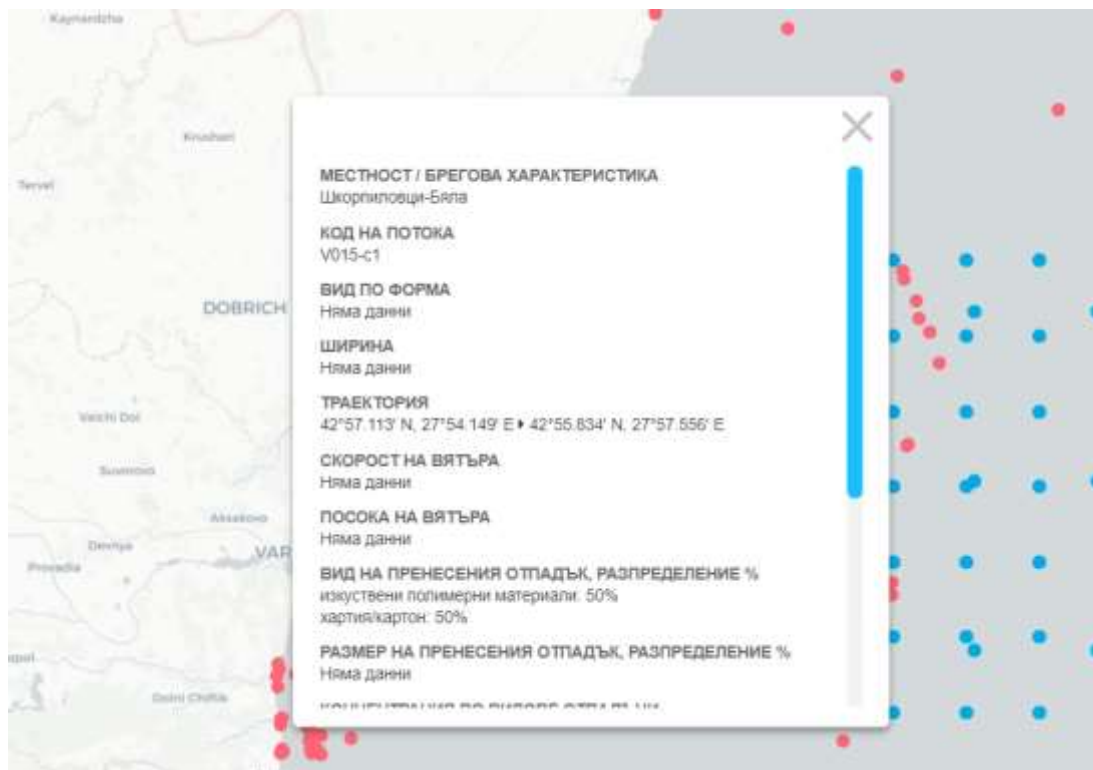 Kaynardzha
Krushari
Tervel
DOBRICH
Valchi Dol
Suvorovo
Aksakovo
Devnya
Provadia
VAR
Dolni Chiflik
МЕСТНОСТ / БРЕГОВА ХАРАКТЕРИСТИКА
Шкорпиловци-Бяла
КОД НА ПОТОКА
V015-c1
ВИД ПО ФОРМА
Няма данни
ШИРИНА
Няма данни
ТРАЕКТОРИЯ
42°57.113' N, 27°54.149' E ▸ 42°55.834' N, 27°57.556' E
СКОРОСТ НА ВЯТЪРА
Няма данни
ПОСОКА НА ВЯТЪРА
Няма данни
ВИД НА ПРЕНЕСЕНИЯ ОТПАДЪК, РАЗПРЕДЕЛЕНИЕ %
изкуствени полимерни материали: 50%
хартия/картон: 50%
РАЗМЕР НА ПРЕНЕСЕНИЯ ОТПАДЪК, РАЗПРЕДЕЛЕНИЕ %
Няма данни